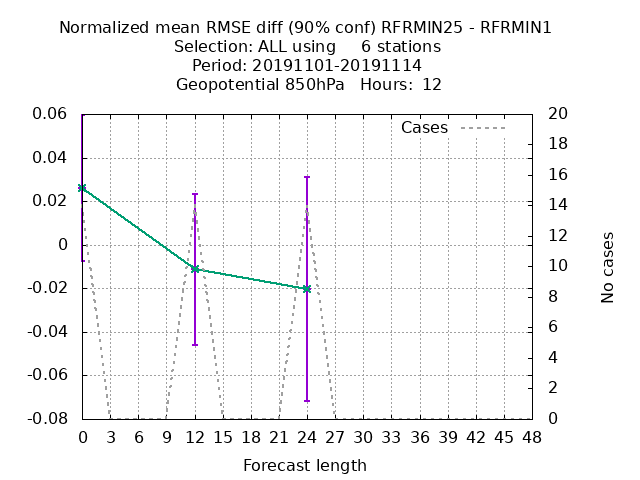 Normalized mean RMSE diff (90% conf) RFRMIN25 - RFRMIN1
Selection: ALL using     6 stations
Period: 20191101-20191114
Geopotential 850hPa   Hours:  12
Cases
0.06
0.04
0.02
0
-0.02
-0.04
-0.06
-0.08
20
18
16
14
12
10
8
6
4
2
0
No cases
0 3 6 9 12 15 18 21 24 27 30 33 36 39 42 45 48
Forecast length